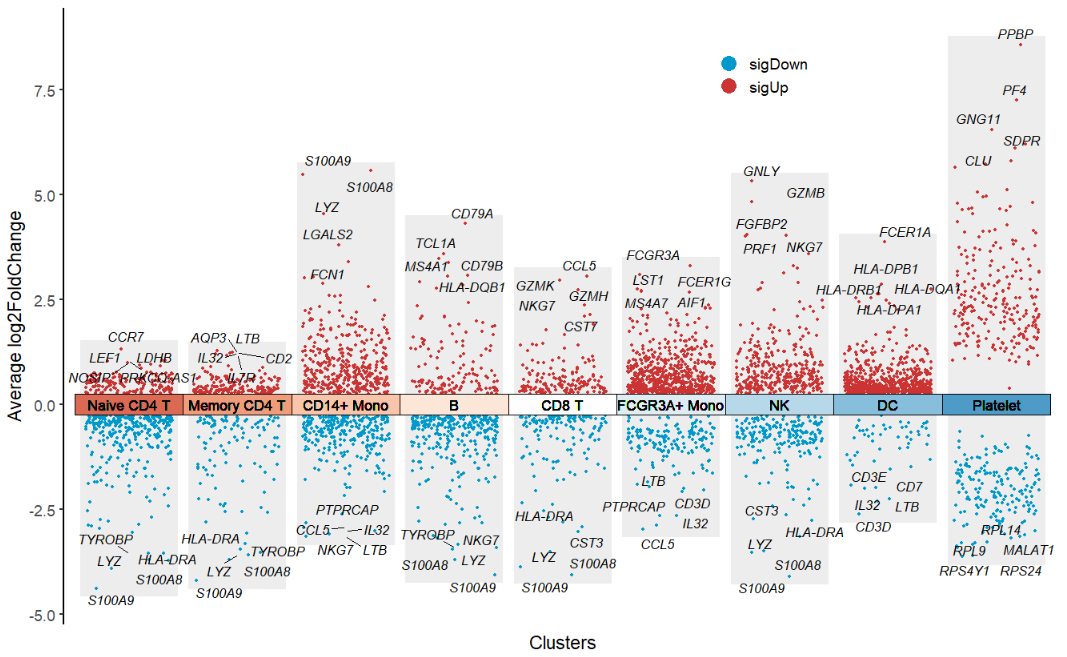 PPBP
sigDown
sigUp
7.5
PF4
GNG11
SDPR
CLU
S100A9
S100A8
GNLY
GZMB
5.0
LYZ
CD79A
FGFBP2
LGALS2
TCL1A
PRF1
NKG7
FCER1A
FCN1
MS4A1
CD79B
CCL5
FCGR3A
HLA-DPB1
HLA-DQB1
GZMK
GZMH
LST1
FCER1G
HLA-DRB1
HLA-DQA1
2.5
NKG7
MS4A7
AIF1
HLA-DPA1
CST7
CCR7
AQP3
LTB
LEF1
LDHB
IL32
CD2
NOSIP
PRKCQ-AS1
IL7R
0.0
Naive CD4 T
Memory CD4 T
CD14+ Mono
B
CD8 T
FCGR3A+ Mono
NK
DC
Platelet
Average log2FoldChange
LTB
CD3E
CD7
-2.5
PTPRCAP
HLA-DRA
PTPRCAP
CD3D
CST3
IL32
LTB
CCL5
IL32
IL32
HLA-DRA
CD3D
RPL14
TYROBP
HLA-DRA
NKG7
LTB
TYROBP
NKG7
CST3
CCL5
LYZ
RPL9
MALAT1
LYZ
HLA-DRA
LYZ
TYROBP
S100A8
LYZ
LYZ
S100A8
S100A8
RPS4Y1
RPS24
S100A8
S100A8
S100A9
S100A9
S100A9
S100A9
S100A9
-5.0
Clusters